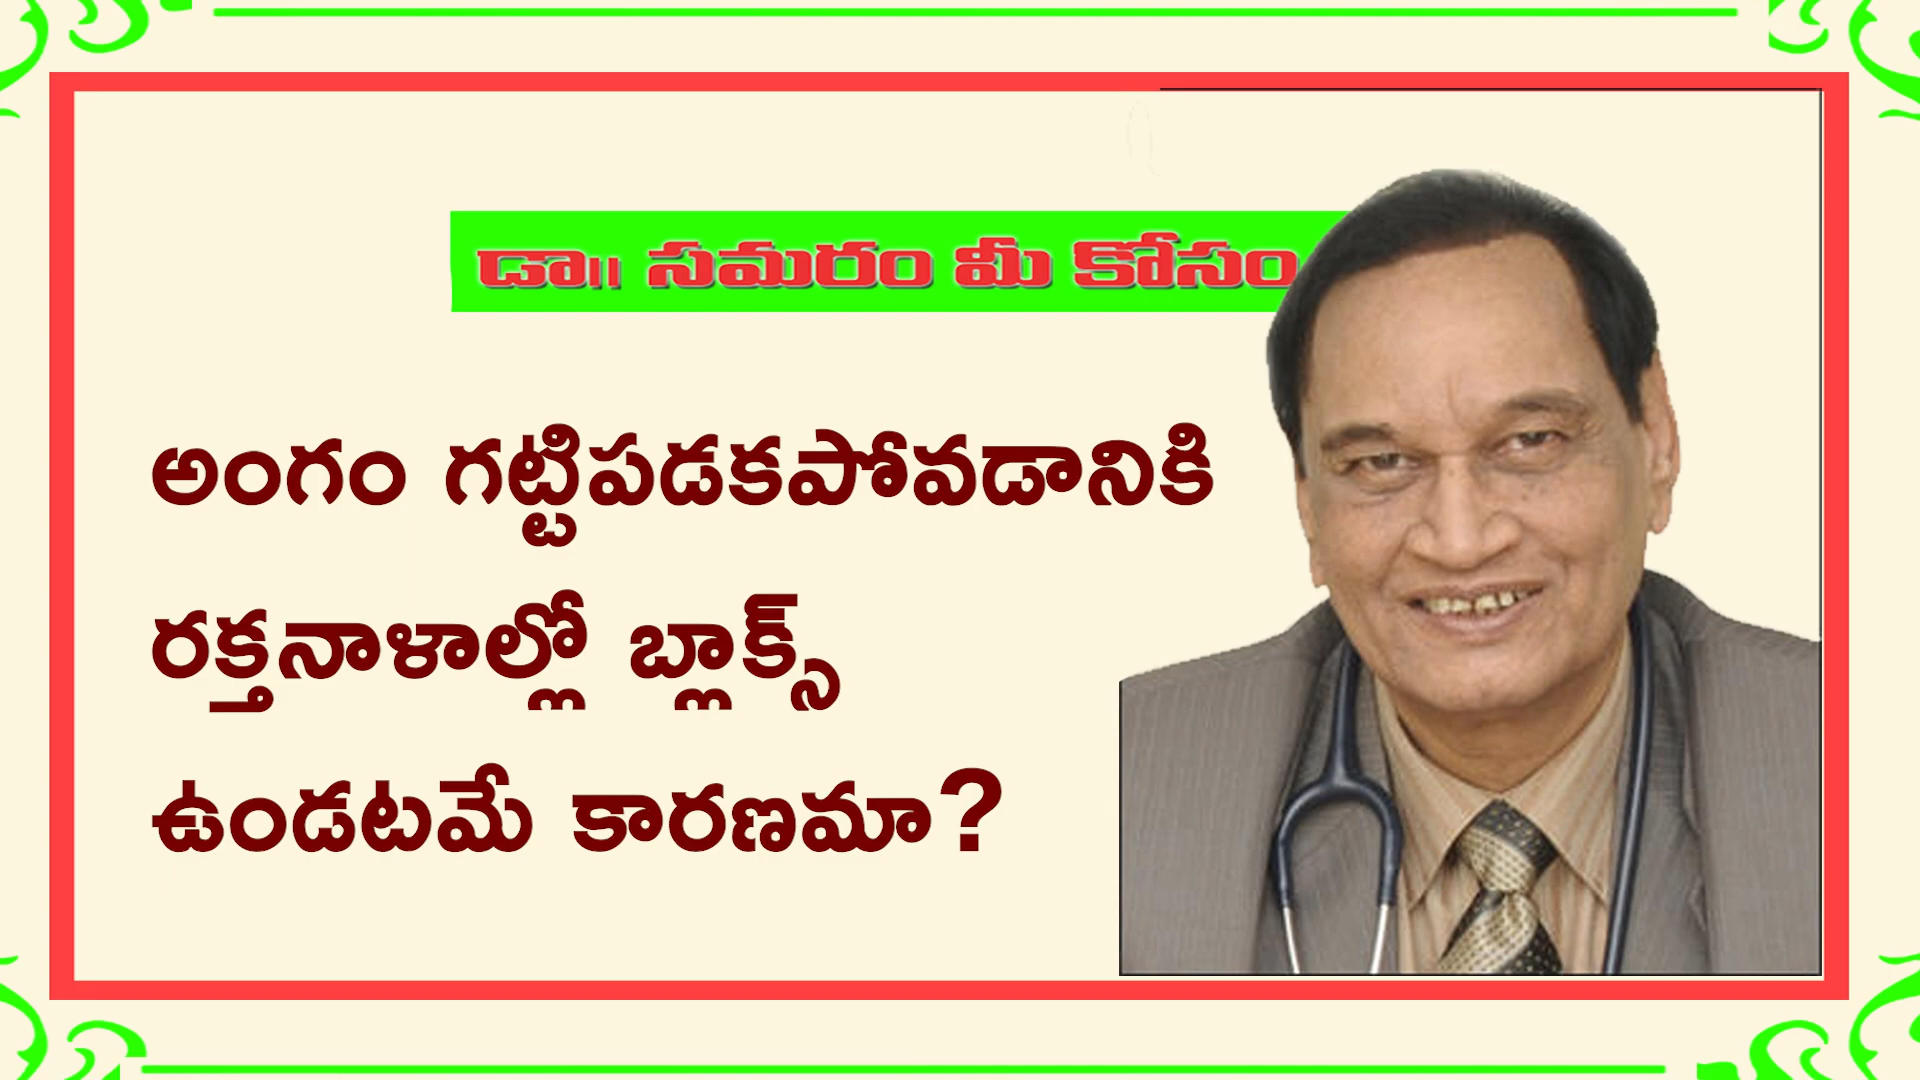 డా॥ సమరం మీ కోసం
అంగం గట్టిపడకపోవడానికి
రక్తనాళాల్లో బ్లాక్స్
ఉండటమే కారణమా?